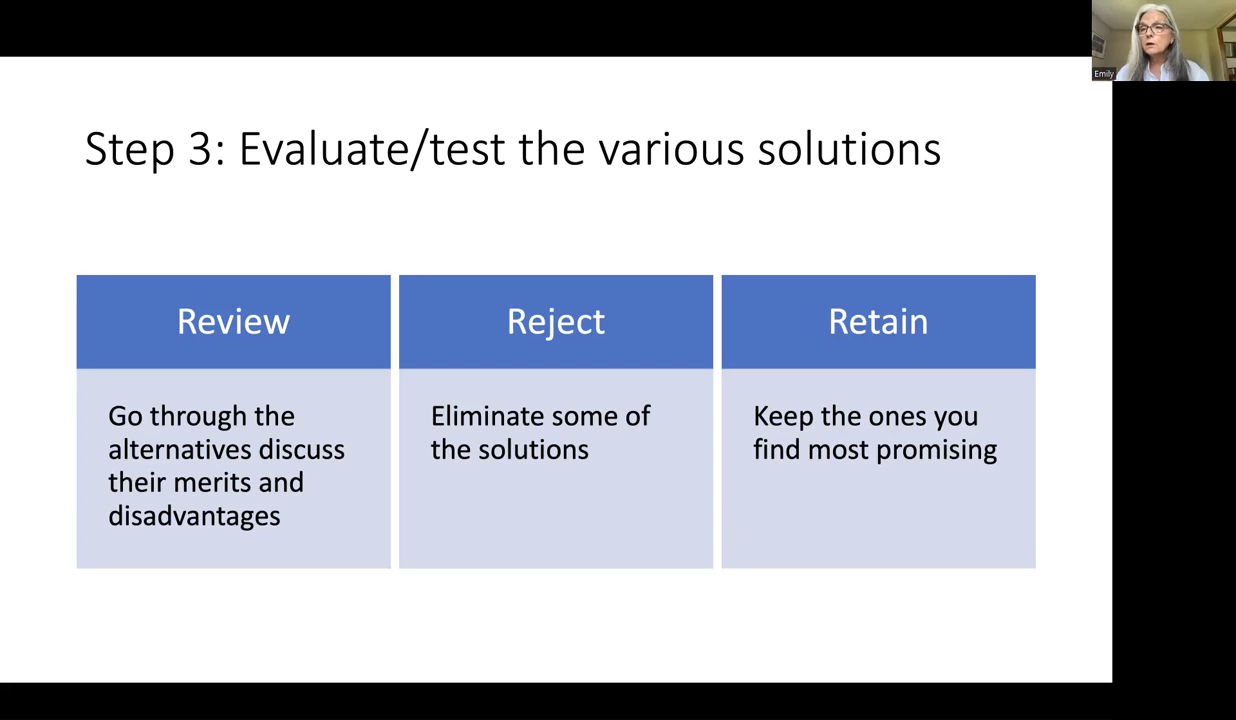 Emily
Step 3: Evaluate/test the various solutions
Review
Go through the
alternatives discuss
their merits and
disadvantages
Reject
Eliminate some of
the solutions
Retain
Keep the ones you
find most promising